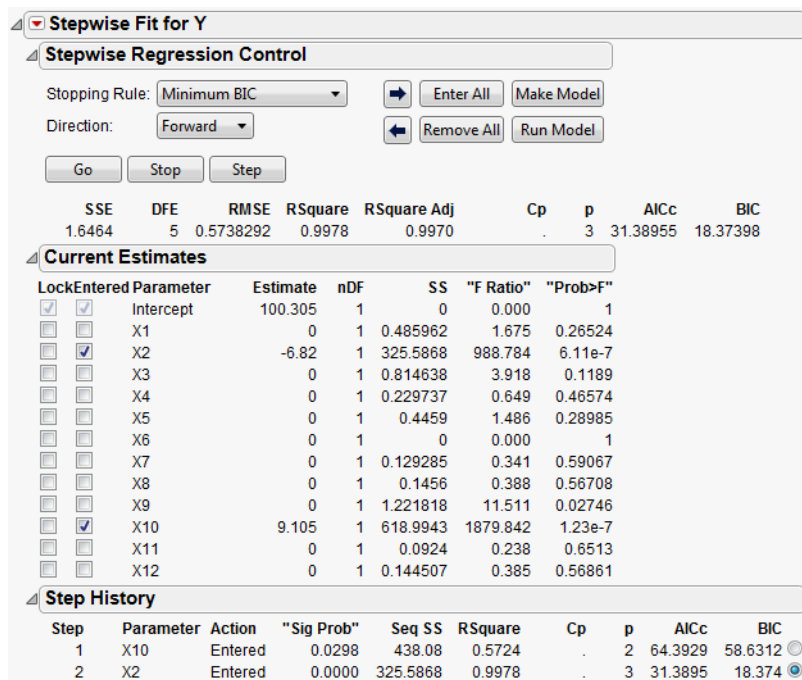 Stepwise Fit for Y
Stepwise Regression Control
Stopping Rule: Minimum BIC Enter All Make Model
Direction: Forward Remove All Run Model
Go Stop Step
SSE DFE RMSE RSquare RSquare Adj Cp p AICc BIC
1.6464 5 0.5738292 0.9978 0.9970 . 3 31.38955 18.37398
Current Estimates
Lock Entered Parameter Estimate nDF SS "F Ratio" "Prob>F"
Intercept 100.305 1 0 0.000 1
X1 0 1 0.485962 1.675 0.26524
X2 -6.82 1 325.5868 988.784 6.11e-7
X3 0 1 0.814638 3.918 0.1189
X4 0 1 0.229737 0.649 0.46574
X5 0 1 0.4459 1.486 0.28985
X6 0 1 0 0.000 1
X7 0 1 0.129285 0.341 0.59067
X8 0 1 0.1456 0.388 0.56708
X9 0 1 1.221818 11.511 0.02746
X10 9.105 1 618.9943 1879.842 1.23e-7
X11 0 1 0.0924 0.238 0.6513
X12 0 1 0.144507 0.385 0.56861
Step History
Step Parameter Action "Sig Prob" Seq SS RSquare Cp p AICc BIC
1 X10 Entered 0.0298 438.08 0.5724 . 2 64.3929 58.6312
2 X2 Entered 0.0000 325.5868 0.9978 . 3 31.3895 18.374